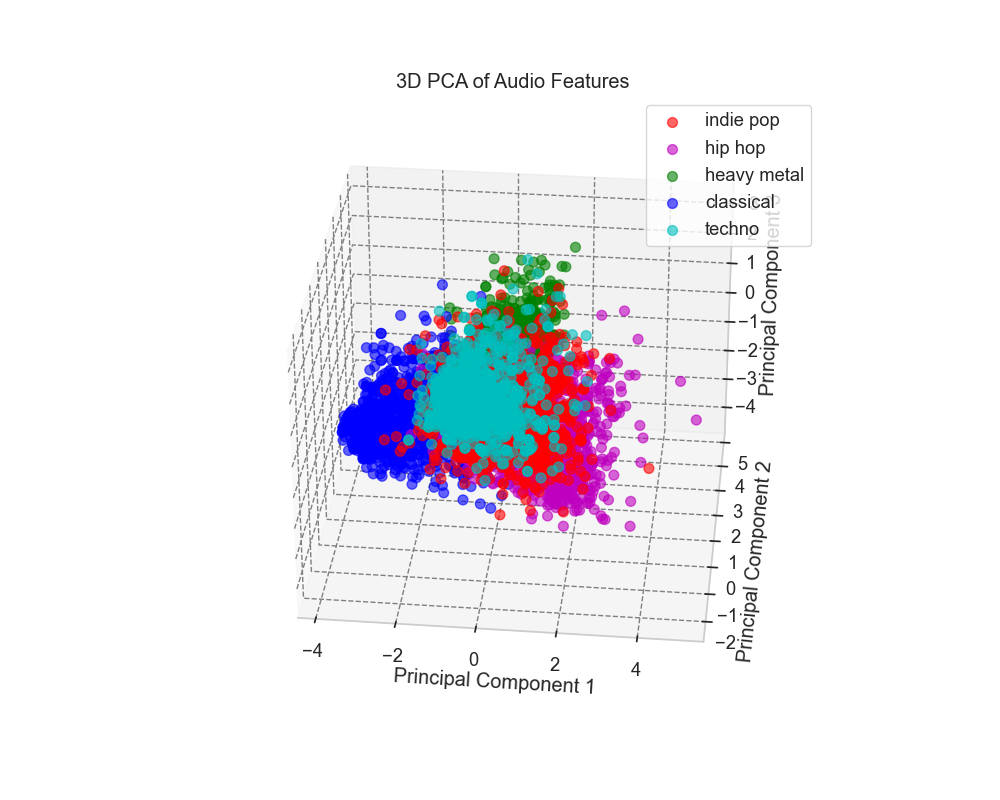 3D PCA of Audio Features
indie pop
hip hop
heavy metal
classical
techno
1
0
−1
−2
−3
−4
Principal Component 3
5
4
3
2
1
0
−1
−2
Principal Component 2
−4
−2
0
2
4
Principal Component 1